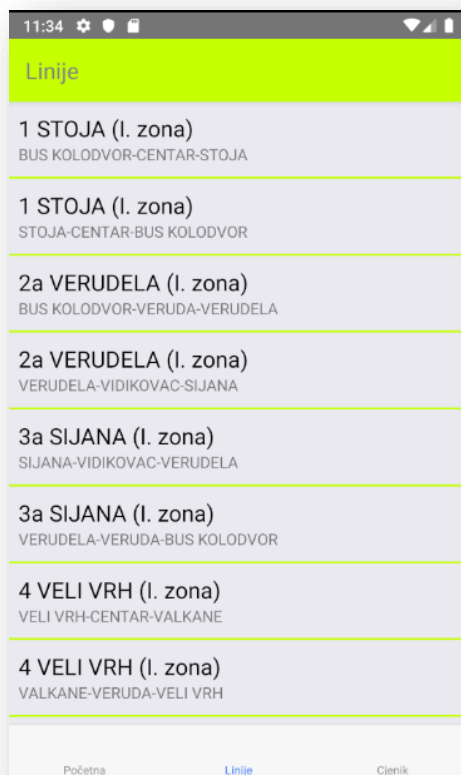 11:34
Linije
1 STOJA (I. zona)
BUS KOLODVOR-CENTAR-STOJA
1 STOJA (I. zona)
STOJA-CENTAR-BUS KOLODVOR
2a VERUDELA (I. zona)
BUS KOLODVOR-VERUDA-VERUDELA
2a VERUDELA (I. zona)
VERUDELA-VIDIKOVAC-SIJANA
3a SIJANA (I. zona)
SIJANA-VIDIKOVAC-VERUDELA
3a SIJANA (I. zona)
VERUDELA-VERUDA-BUS KOLODVOR
4 VELI VRH (I. zona)
VELI VRH-CENTAR-VALKANE
4 VELI VRH (I. zona)
VALKANE-VERUDA-VELI VRH
Početna Linije Cjenik